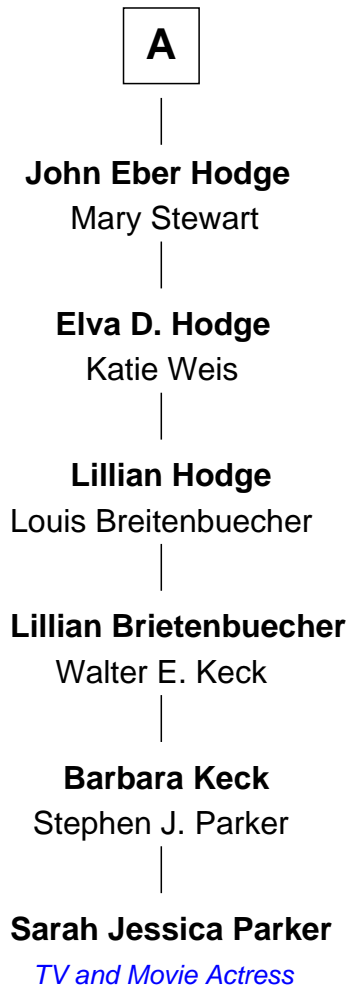 A
John Eber Hodge
Mary Stewart
Elva D. Hodge
Katie Weis
Lillian Hodge
Louis Breitenbuecher
Lillian Brietenbuecher
Walter E. Keck
Barbara Keck
Stephen J. Parker
Sarah Jessica Parker
TV and Movie Actress